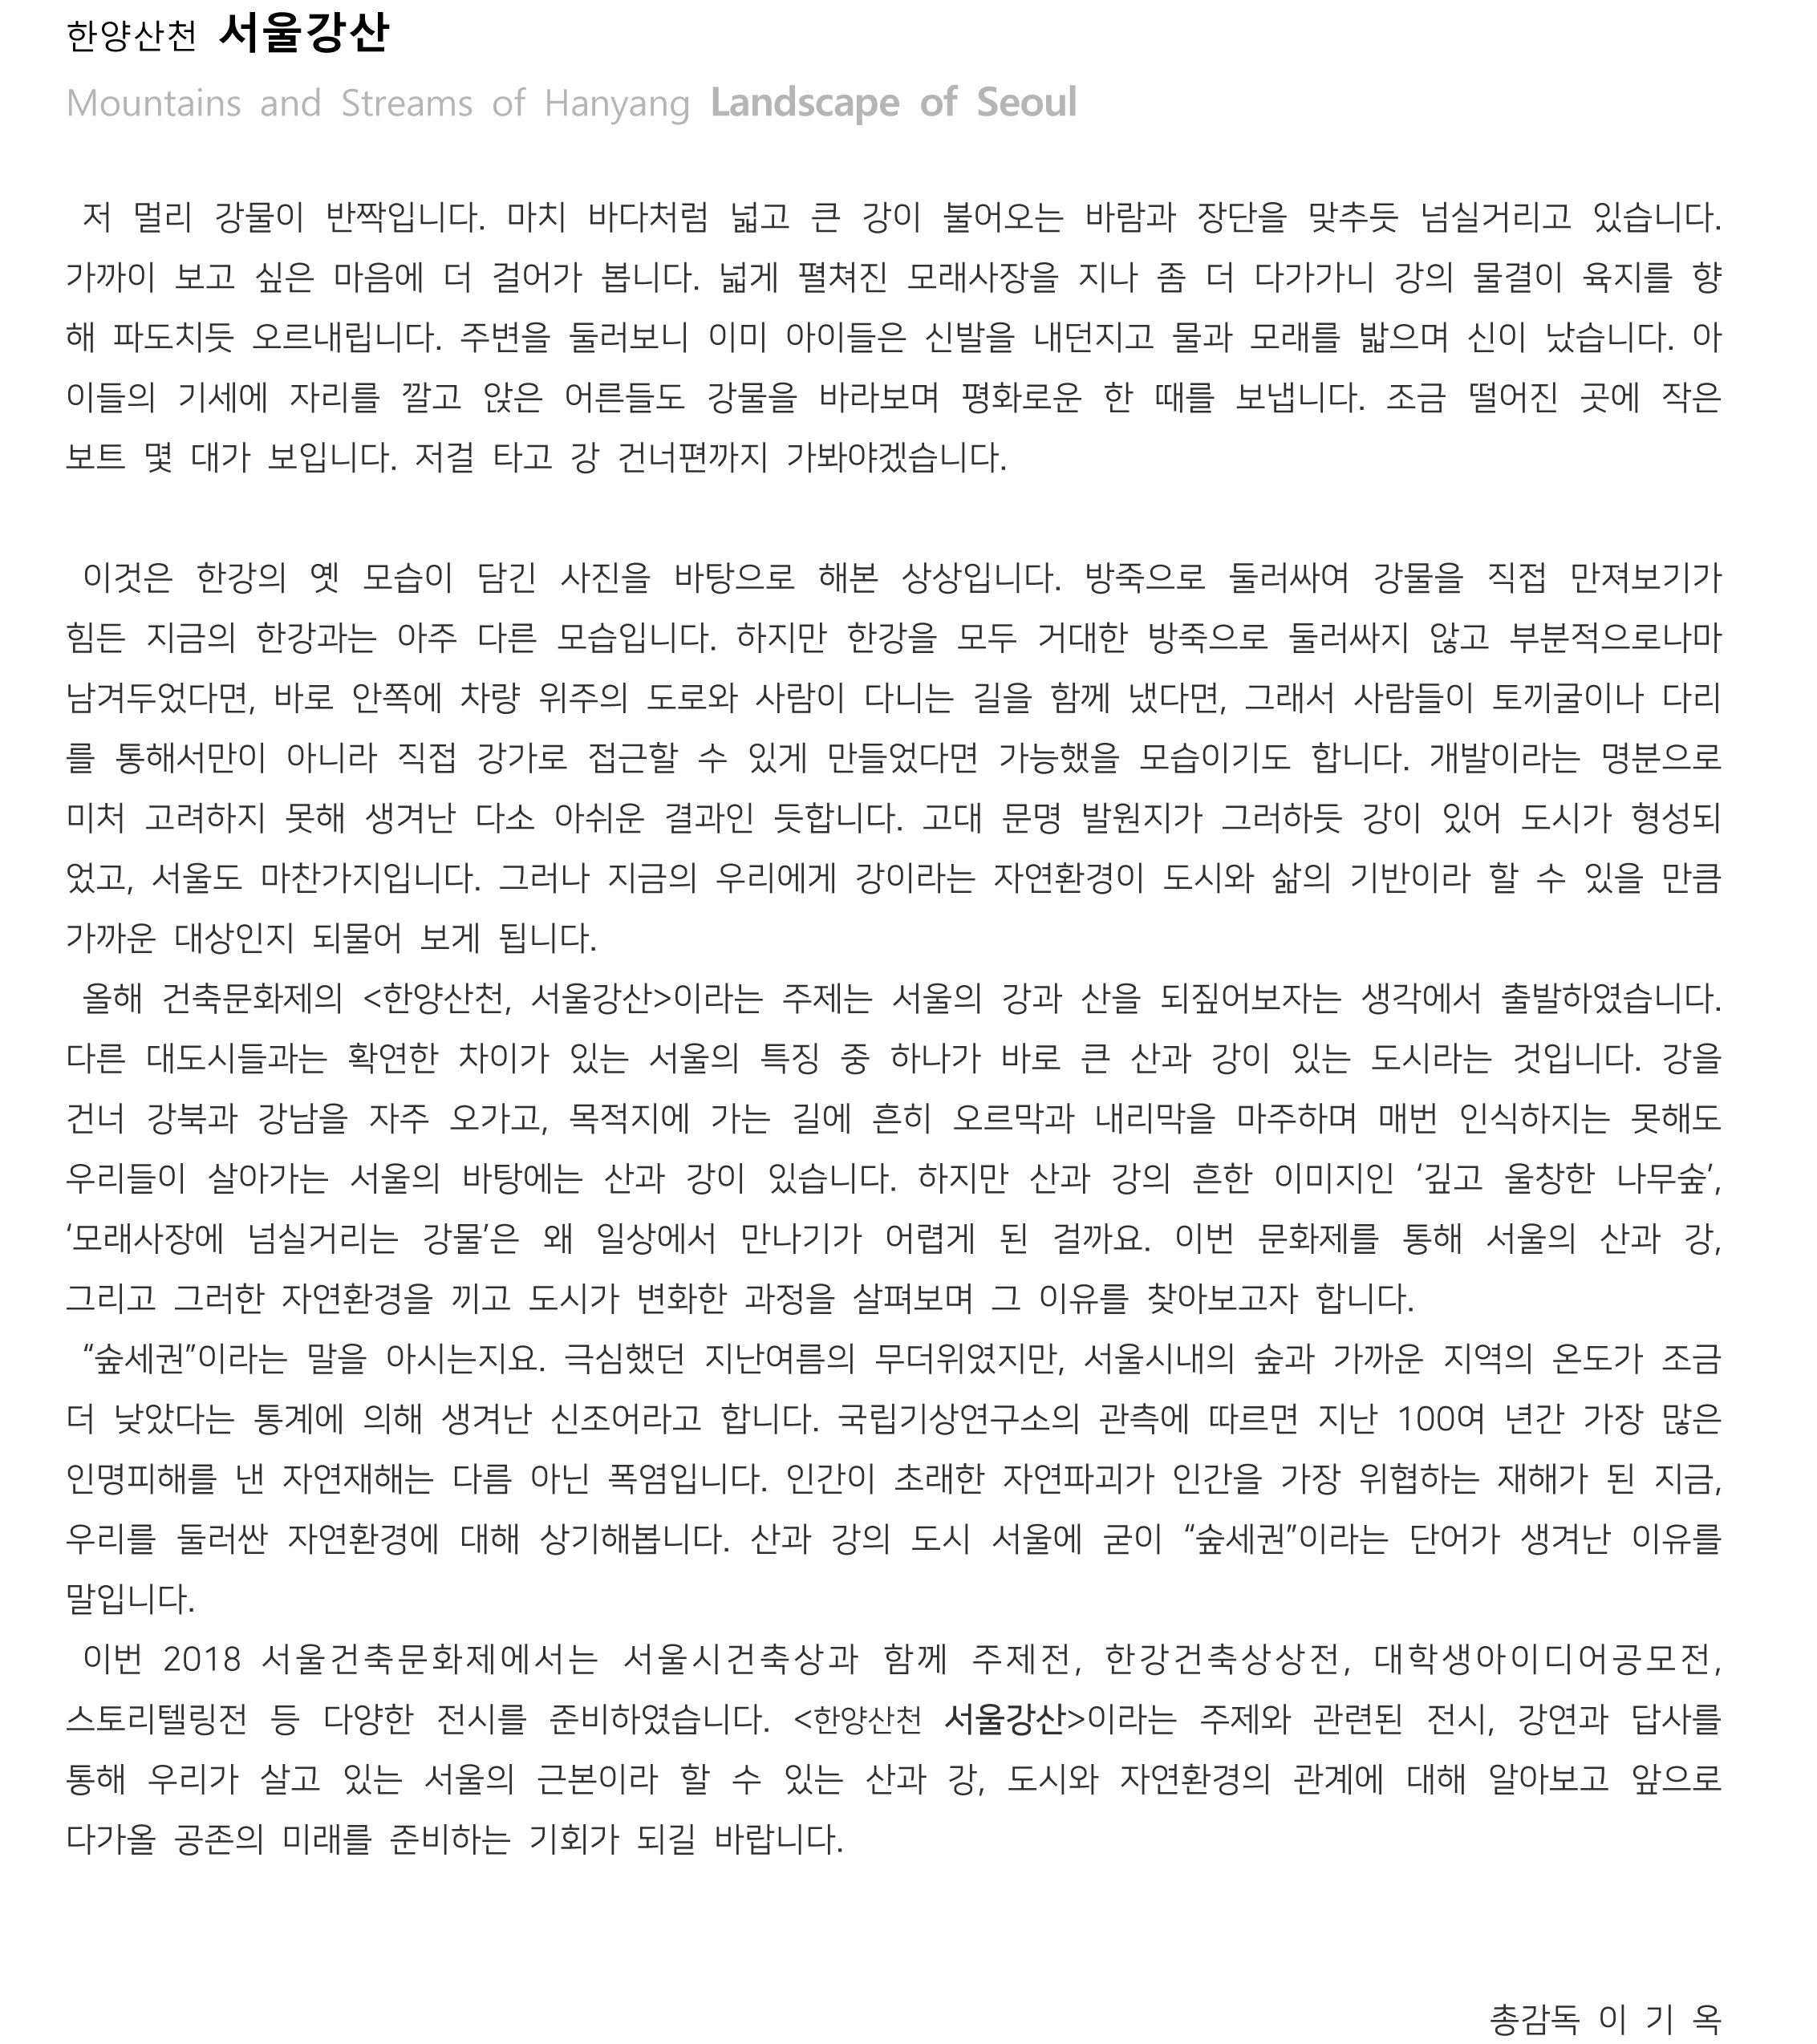 한양산천 서울강산
Mountains and Streams of Hanyang Landscape of Seoul
저 멀리 강물이 반짝입니다. 마치 바다처럼 넓고 큰 강이 불어오는 바람과 장단을 맞추듯 넘실거리고 있습니다.
가까이 보고 싶은 마음에 더 걸어가 봅니다. 넓게 펼쳐진 모래사장을 지나 좀 더 다가가니 강의 물결이 육지를 향
해 파도치듯 오르내립니다. 주변을 둘러보니 이미 아이들은 신발을 내던지고 물과 모래를 밟으며 신이 났습니다. 아
이들의 기세에 자리를 깔고 앉은 어른들도 강물을 바라보며 평화로운 한 때를 보냅니다. 조금 떨어진 곳에 작은
보트 몇 대가 보입니다. 저걸 타고 강 건너편까지 가봐야겠습니다.
이것은 한강의 옛 모습이 담긴 사진을 바탕으로 해본 상상입니다. 방죽으로 둘러싸여 강물을 직접 만져보기가
힘든 지금의 한강과는 아주 다른 모습입니다. 하지만 한강을 모두 거대한 방죽으로 둘러싸지 않고 부분적으로나마
남겨두었다면, 바로 안쪽에 차량 위주의 도로와 사람이 다니는 길을 함께 냈다면, 그래서 사람들이 토끼굴이나 다리
를 통해서만이 아니라 직접 강가로 접근할 수 있게 만들었다면 가능했을 모습이기도 합니다. 개발이라는 명분으로
미처 고려하지 못해 생겨난 다소 아쉬운 결과인 듯합니다. 고대 문명 발원지가 그러하듯 강이 있어 도시가 형성되
었고, 서울도 마찬가지입니다. 그러나 지금의 우리에게 강이라는 자연환경이 도시와 삶의 기반이라 할 수 있을 만큼
가까운 대상인지 되물어 보게 됩니다.
올해 건축문화제의 <한양산천, 서울강산>이라는 주제는 서울의 강과 산을 되짚어보자는 생각에서 출발하였습니다.
다른 대도시들과는 확연한 차이가 있는 서울의 특징 중 하나가 바로 큰 산과 강이 있는 도시라는 것입니다. 강을
건너 강북과 강남을 자주 오가고, 목적지에 가는 길에 흔히 오르막과 내리막을 마주하며 매번 인식하지는 못해도
우리들이 살아가는 서울의 바탕에는 산과 강이 있습니다. 하지만 산과 강의 흔한 이미지인 ‘깊고 울창한 나무숲’,
‘모래사장에 넘실거리는 강물’은 왜 일상에서 만나기가 어렵게 된 걸까요. 이번 문화제를 통해 서울의 산과 강,
그리고 그러한 자연환경을 끼고 도시가 변화한 과정을 살펴보며 그 이유를 찾아보고자 합니다.
“숲세권”이라는 말을 아시는지요. 극심했던 지난여름의 무더위였지만, 서울시내의 숲과 가까운 지역의 온도가 조금
더 낮았다는 통계에 의해 생겨난 신조어라고 합니다. 국립기상연구소의 관측에 따르면 지난 100여 년간 가장 많은
인명피해를 낸 자연재해는 다름 아닌 폭염입니다. 인간이 초래한 자연파괴가 인간을 가장 위협하는 재해가 된 지금,
우리를 둘러싼 자연환경에 대해 상기해봅니다. 산과 강의 도시 서울에 굳이 “숲세권”이라는 단어가 생겨난 이유를
말입니다.
이번 2018 서울건축문화제에서는 서울시건축상과 함께 주제전, 한강건축상상전, 대학생아이디어공모전,
스토리텔링전 등 다양한 전시를 준비하였습니다. <한양산천 서울강산>이라는 주제와 관련된 전시, 강연과 답사를
통해 우리가 살고 있는 서울의 근본이라 할 수 있는 산과 강, 도시와 자연환경의 관계에 대해 알아보고 앞으로
다가올 공존의 미래를 준비하는 기회가 되길 바랍니다.
총감독 이 기 옥